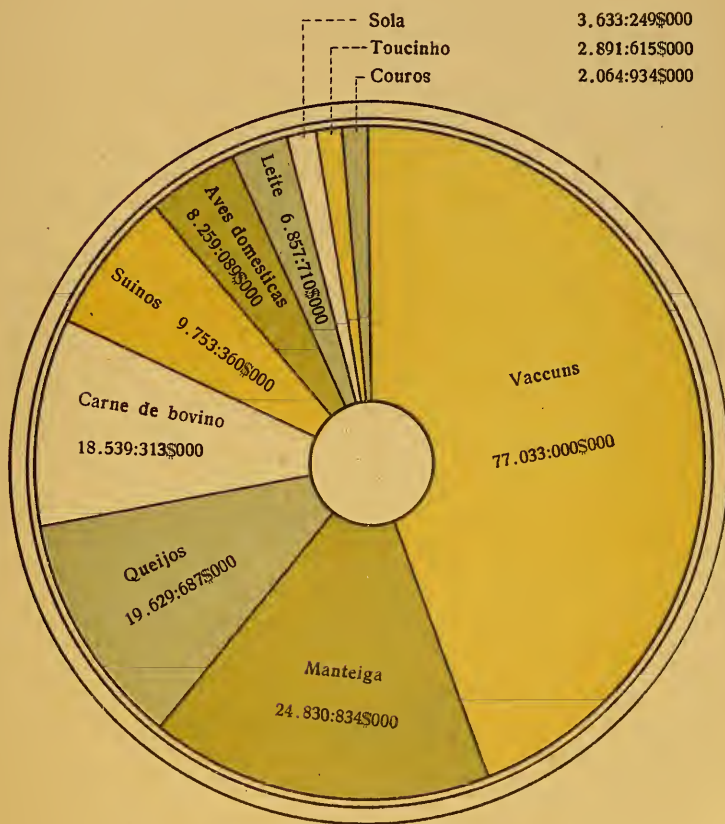 Sola 3.633:249$000
Toucinho 2.891:615$000
Couros 2.064:934$000
Leite 6.857:710$000
Aves domesticas
8.259:089$000
Suinos 9.753:360$000
Carne de bovino
18.539:313$000
Queijos
19.629:687$000
Manteiga
24.830:834$000
Vaccuns
77.033:000$000